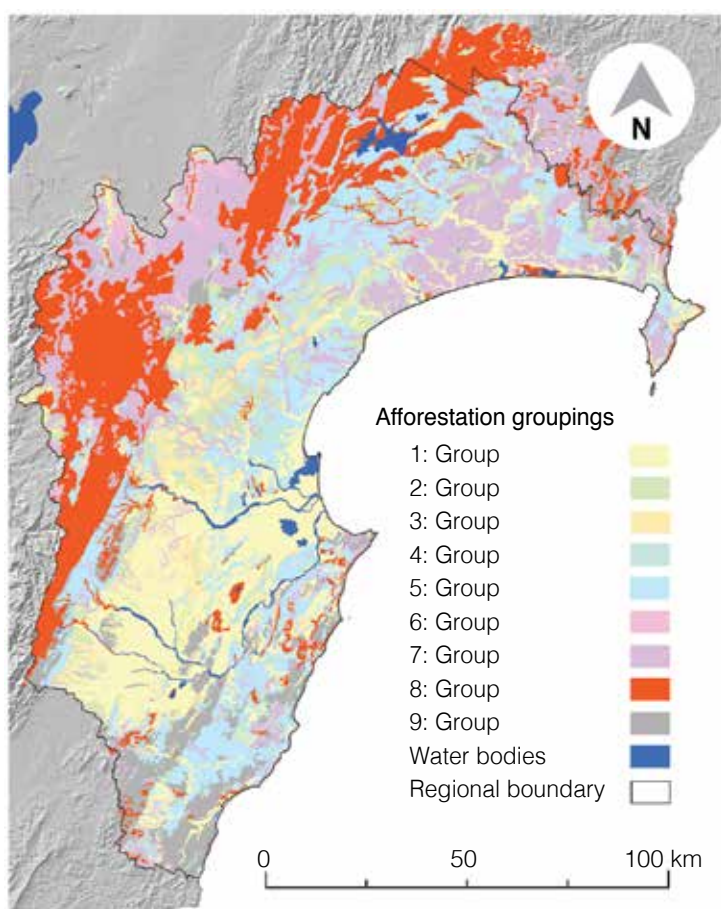 N
Afforestation groupings
1: Group
2: Group
3: Group
4: Group
5: Group
6: Group
7: Group
8: Group
9: Group
Water bodies
Regional boundary
0 50 100 km